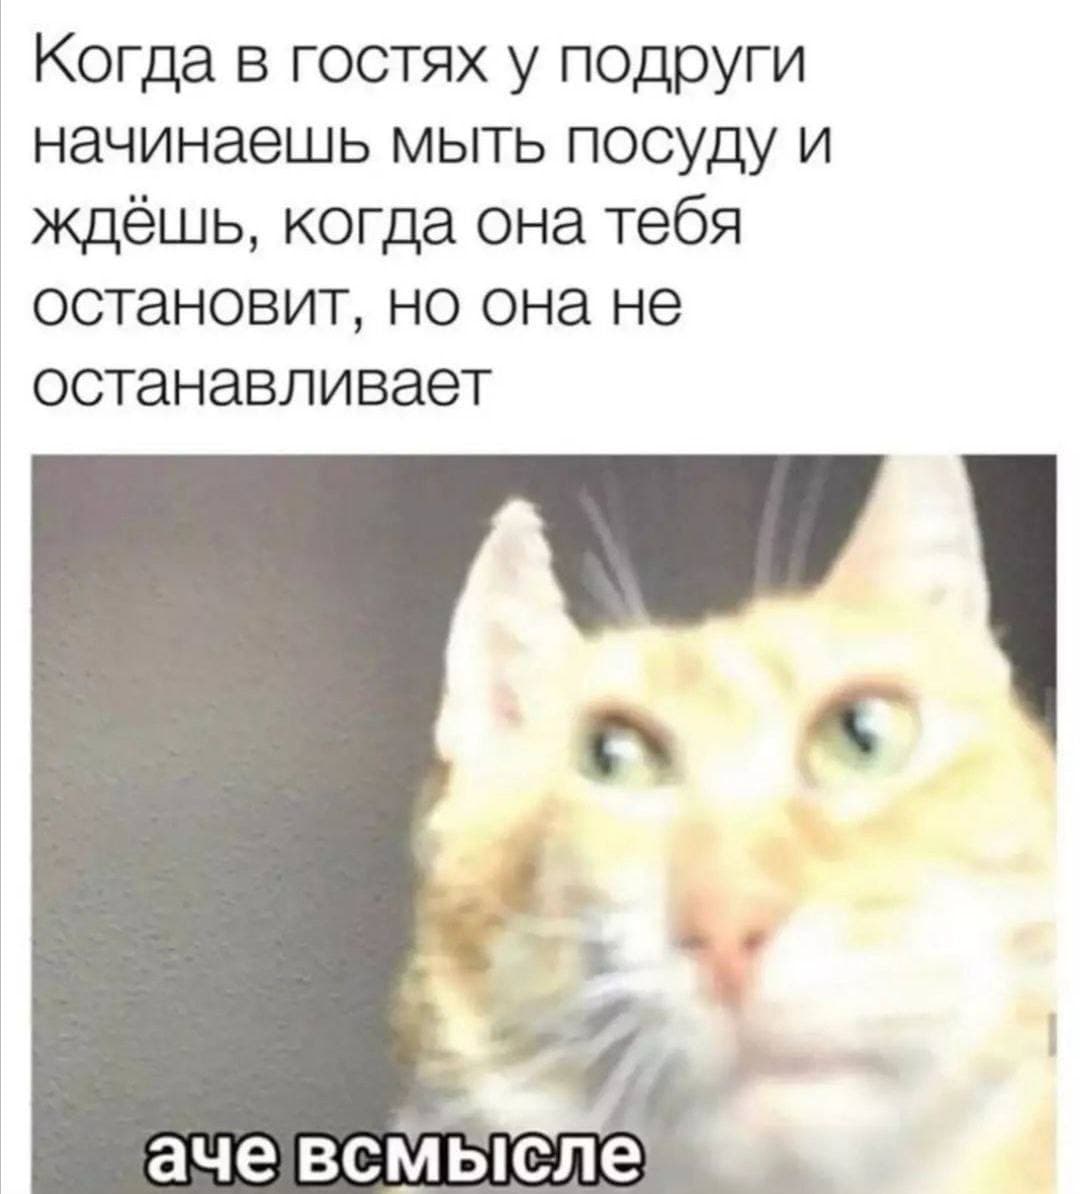 Когда в гостях у подруги
начинаешь мыть посуду и
ждёшь, когда она тебя
остановит, но она не
останавливает
аче всмысле